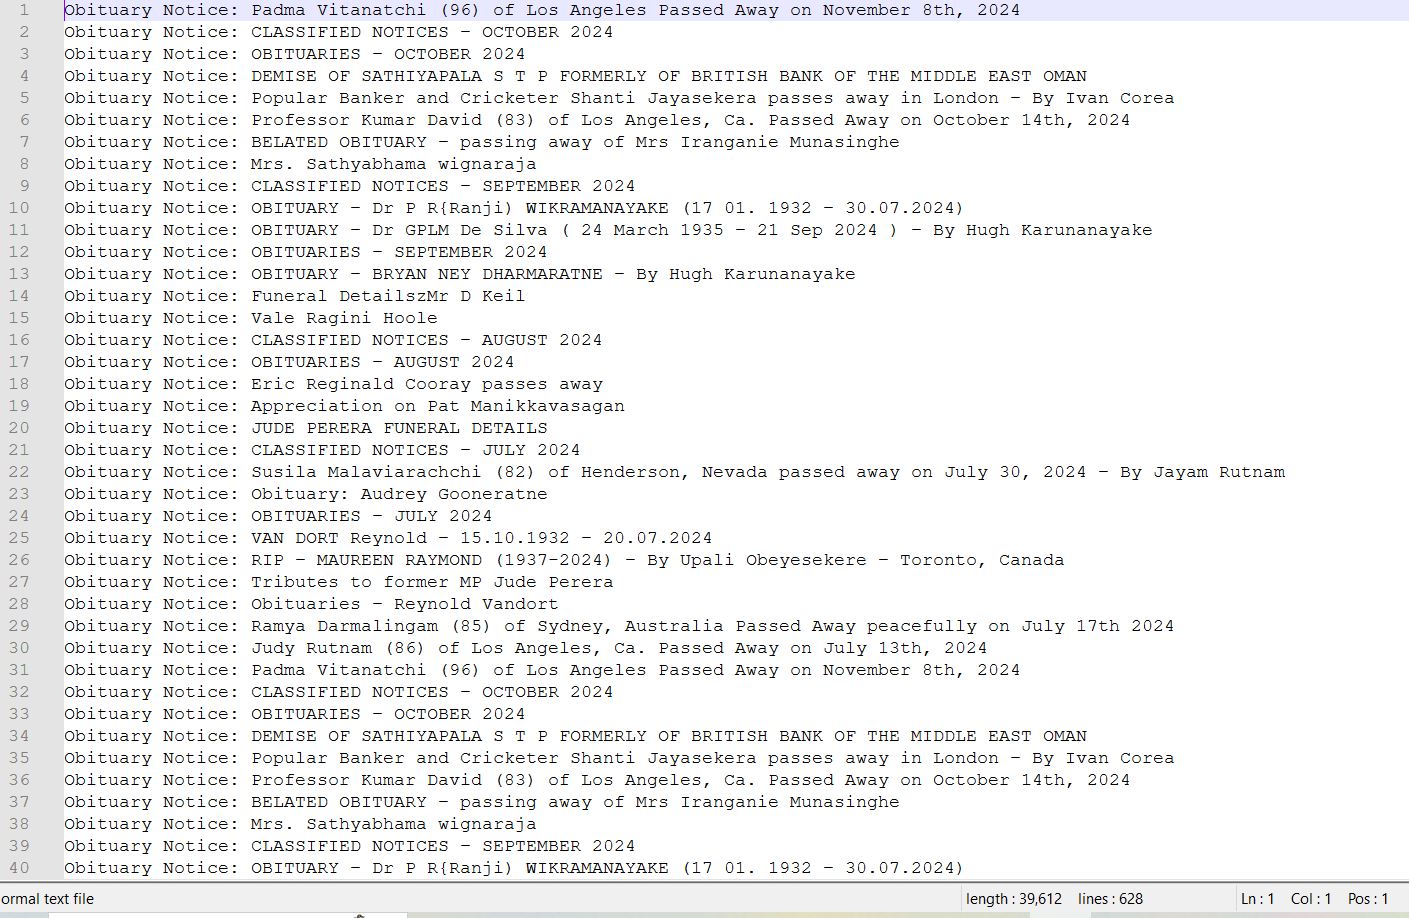 1 Obituary Notice: Padma Vitanatchi (96) of Los Angeles Passed Away on November 8th, 2024
2 Obituary Notice: CLASSIFIED NOTICES – OCTOBER 2024
3 Obituary Notice: OBITUARIES – OCTOBER 2024
4 Obituary Notice: DEMISE OF SATHIYAPALA S T P FORMERLY OF BRITISH BANK OF THE MIDDLE EAST OMAN
5 Obituary Notice: Popular Banker and Cricketer Shanti Jayasekera passes away in London – By Ivan Corea
6 Obituary Notice: Professor Kumar David (83) of Los Angeles, Ca. Passed Away on October 14th, 2024
7 Obituary Notice: BELATED OBITUARY – passing away of Mrs Iranganie Munasinghe
8 Obituary Notice: Mrs. Sathyabhama wignaraja
9 Obituary Notice: CLASSIFIED NOTICES – SEPTEMBER 2024
10 Obituary Notice: OBITUARY – Dr P R{Ranji) WIKRAMANAYAKE (17 01. 1932 – 30.07.2024)
11 Obituary Notice: OBITUARY – Dr GPLM De Silva ( 24 March 1935 – 21 Sep 2024 ) – By Hugh Karunanayake
12 Obituary Notice: OBITUARIES – SEPTEMBER 2024
13 Obituary Notice: OBITUARY – BRYAN NEY DHARMARATNE – By Hugh Karunanayake
14 Obituary Notice: Funeral DetailszMr D Keil
15 Obituary Notice: Vale Ragini Hoole
16 Obituary Notice: CLASSIFIED NOTICES – AUGUST 2024
17 Obituary Notice: OBITUARIES – AUGUST 2024
18 Obituary Notice: Eric Reginald Cooray passes away
19 Obituary Notice: Appreciation on Pat Manikkavasagan
20 Obituary Notice: JUDE PERERA FUNERAL DETAILS
21 Obituary Notice: CLASSIFIED NOTICES – JULY 2024
22 Obituary Notice: Susila Malaviarachchi (82) of Henderson, Nevada passed away on July 30, 2024 – By Jayam Rutnam
23 Obituary Notice: Obituary: Audrey Gooneratne
24 Obituary Notice: OBITUARIES – JULY 2024
25 Obituary Notice: VAN DORT Reynold – 15.10.1932 – 20.07.2024
26 Obituary Notice: RIP – MAUREEN RAYMOND (1937-2024) – By Upali Obeyesekere – Toronto, Canada
27 Obituary Notice: Tributes to former MP Jude Perera
28 Obituary Notice: Obituaries – Reynold Vandort
29 Obituary Notice: Ramya Darmalingam (85) of Sydney, Australia Passed Away peacefully on July 17th 2024
30 Obituary Notice: Judy Rutnam (86) of Los Angeles, Ca. Passed Away on July 13th, 2024
31 Obituary Notice: Padma Vitanatchi (96) of Los Angeles Passed Away on November 8th, 2024
32 Obituary Notice: CLASSIFIED NOTICES – OCTOBER 2024
33 Obituary Notice: OBITUARIES – OCTOBER 2024
34 Obituary Notice: DEMISE OF SATHIYAPALA S T P FORMERLY OF BRITISH BANK OF THE MIDDLE EAST OMAN
35 Obituary Notice: Popular Banker and Cricketer Shanti Jayasekera passes away in London – By Ivan Corea
36 Obituary Notice: Professor Kumar David (83) of Los Angeles, Ca. Passed Away on October 14th, 2024
37 Obituary Notice: BELATED OBITUARY – passing away of Mrs Iranganie Munasinghe
38 Obituary Notice: Mrs. Sathyabhama wignaraja
39 Obituary Notice: CLASSIFIED NOTICES – SEPTEMBER 2024
40 Obituary Notice: OBITUARY – Dr P R{Ranji) WIKRAMANAYAKE (17 01. 1932 – 30.07.2024)
ormal text file length : 39,612 lines : 628 Ln : 1 Col : 1 Pos : 1